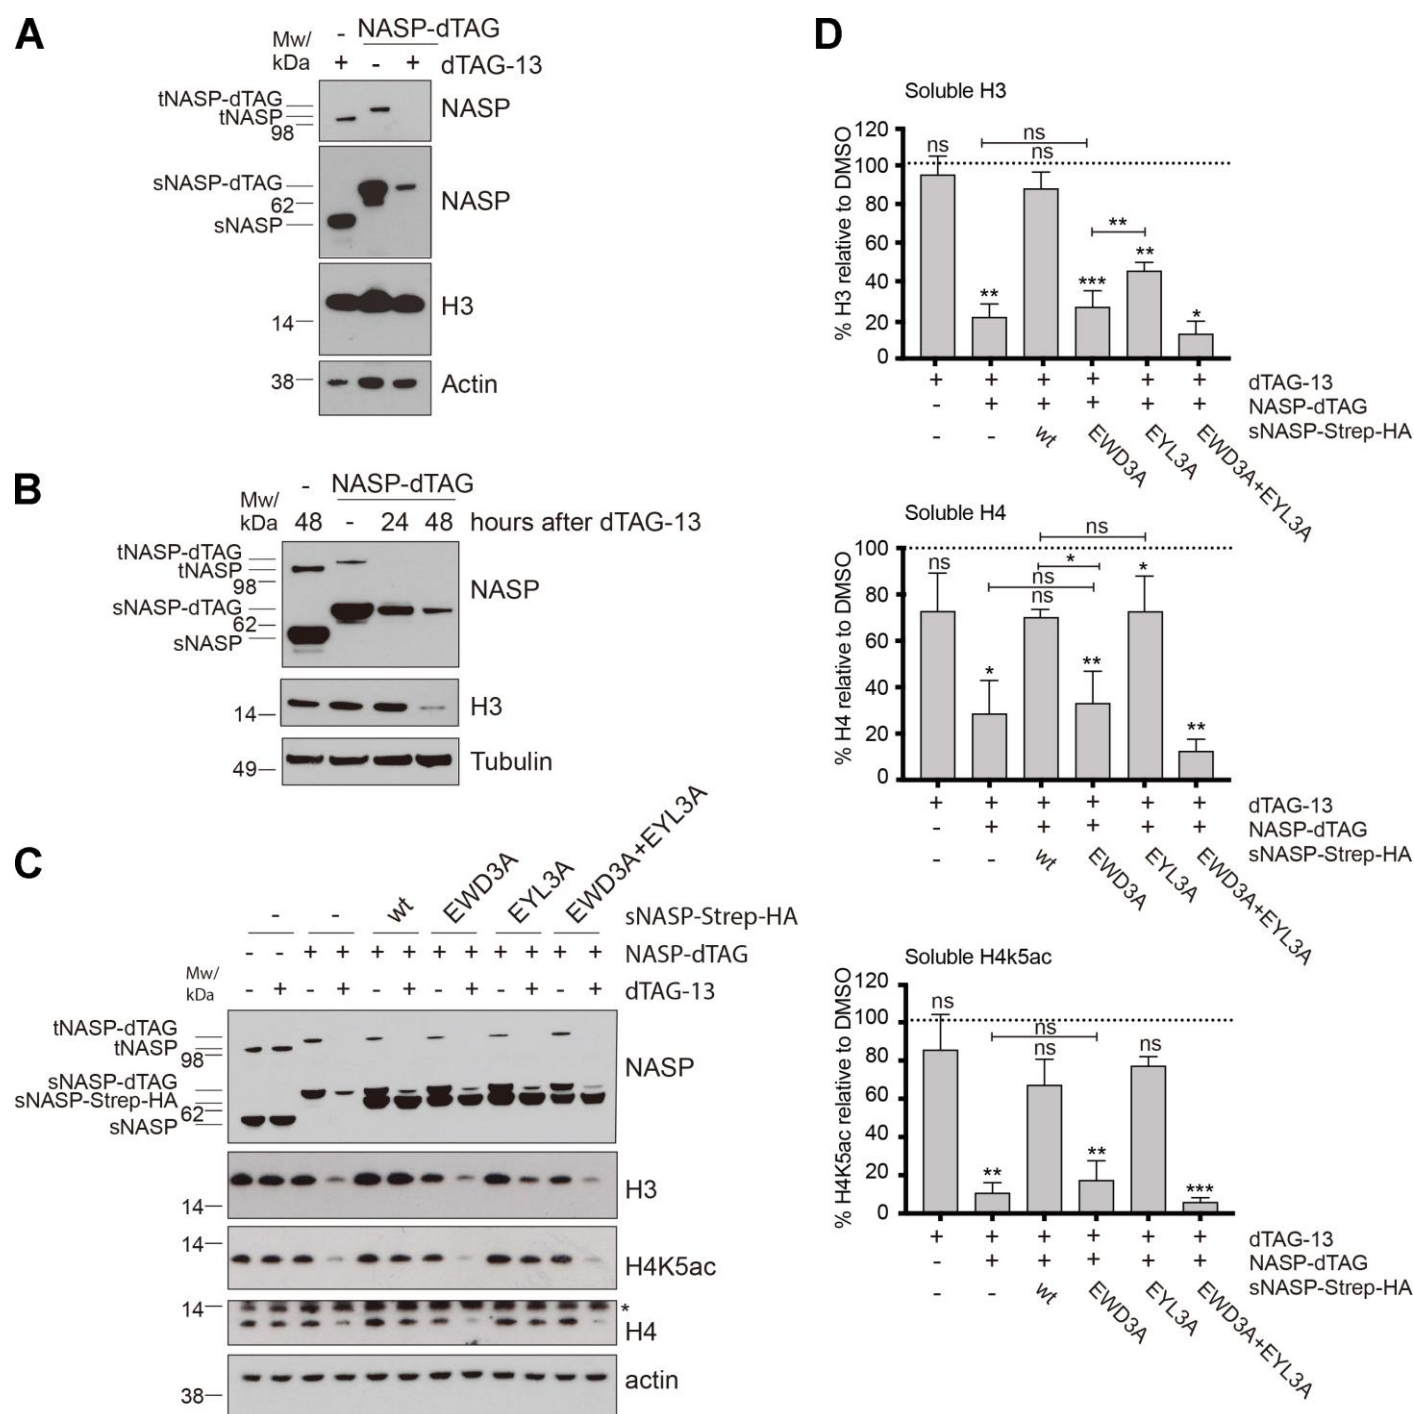 A
Mw/
kDa
- NASP-dTAG
+ - + dTAG-13
tNASP-dTAG
tNASP
98
NASP
sNASP-dTAG
62
sNASP
NASP
H3
14
38
Actin
B
Mw/
kDa
- NASP-dTAG
48 - 24 48 hours after dTAG-13
tNASP-dTAG
tNASP
98
sNASP-dTAG
62
sNASP
NASP
14
H3
49
Tubulin
C
- - wt EWD3A EYL3A EWD3A+EYL3A sNASP-Strep-HA
- - + + + + + + + + + + NASP-dTAG
Mw/
kDa
- + - + - + - + - + - + dTAG-13
tNASP-dTAG
tNASP
98
sNASP-dTAG
sNASP-Strep-HA
62
sNASP
NASP
14
H3
14
H4K5ac
14
*
H4
actin
38
D
Soluble H3
% H3 relative to DMSO
120
100
80
60
40
20
0
ns
ns ns ** *** ** ** *
+ + + + + + dTAG-13
- + + + + + NASP-dTAG
- - wt EWD3A EYL3A EWD3A+EYL3A sNASP-Strep-HA
Soluble H4
% H4 relative to DMSO
100
80
60
40
20
0
ns
ns * *
ns
ns
* ** **
+ + + + + + dTAG-13
- + + + + + NASP-dTAG
- - wt EWD3A EYL3A EWD3A+EYL3A sNASP-Strep-HA
Soluble H4k5ac
% H4K5ac relative to DMSO
120
100
80
60
40
20
0
ns ns
ns ns
** ** ***
+ + + + + + dTAG-13
- + + + + + NASP-dTAG
- - wt EWD3A EYL3A EWD3A+EYL3A sNASP-Strep-HA